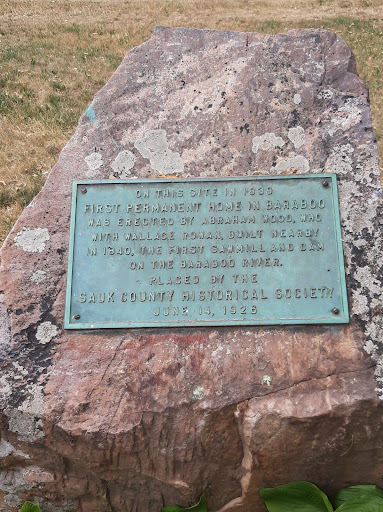 ON THIS SITE IN 1839
FIRST PERMANENT HOME IN BARABOO
WAS ERECTED BY ABRAHAM WOOD, WHO
WITH WALLACE ROWAN, BUILT NEARBY
IN 1840, THE FIRST SAWMILL AND DAM
ON THE BARABOO RIVER.
PLACED BY THE
SAUK COUNTY HISTORICAL SOCIETY
JUNE 14, 1926